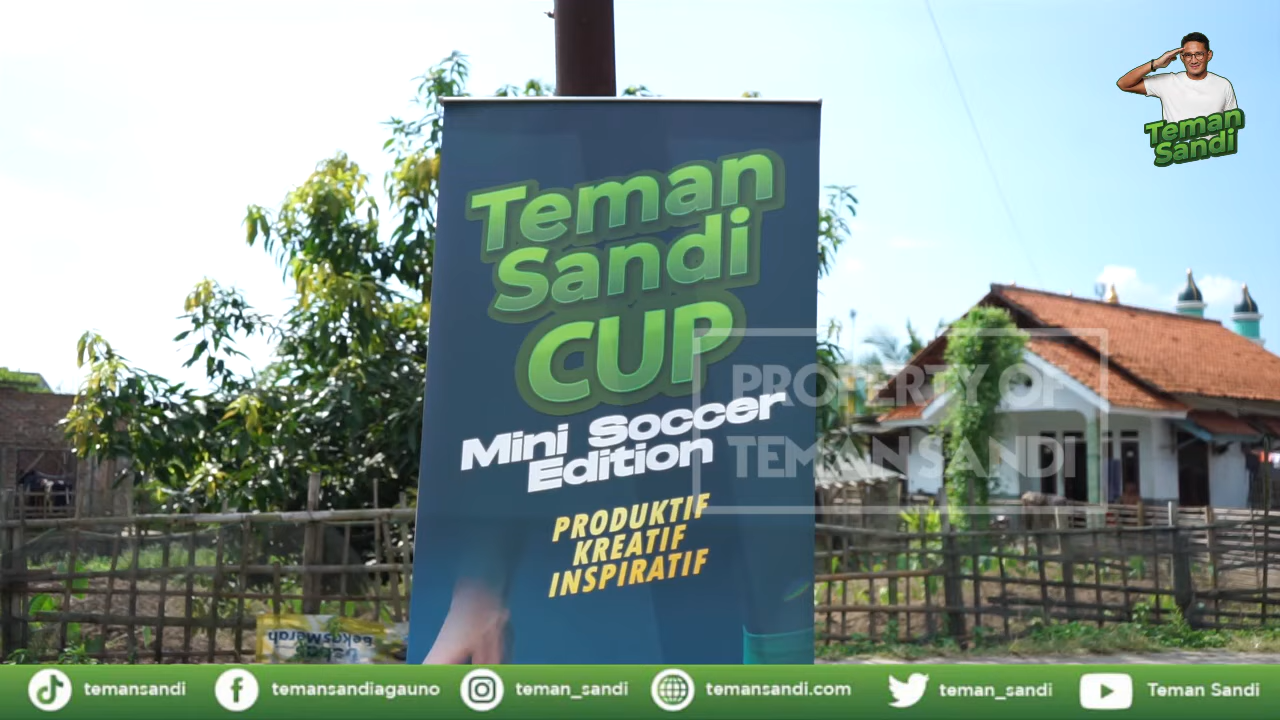 Teman
Sandi
Teman
Sandi
CUP
Mini Soccer
Edition
PRODUKTIF
KREATIF
INSPIRATIF
PROPERTY OF
TEMAN SANDI
BekasMerah
temansandi
temansandiagauno
teman_sandi
temansandi.com
teman_sandi
Teman Sandi